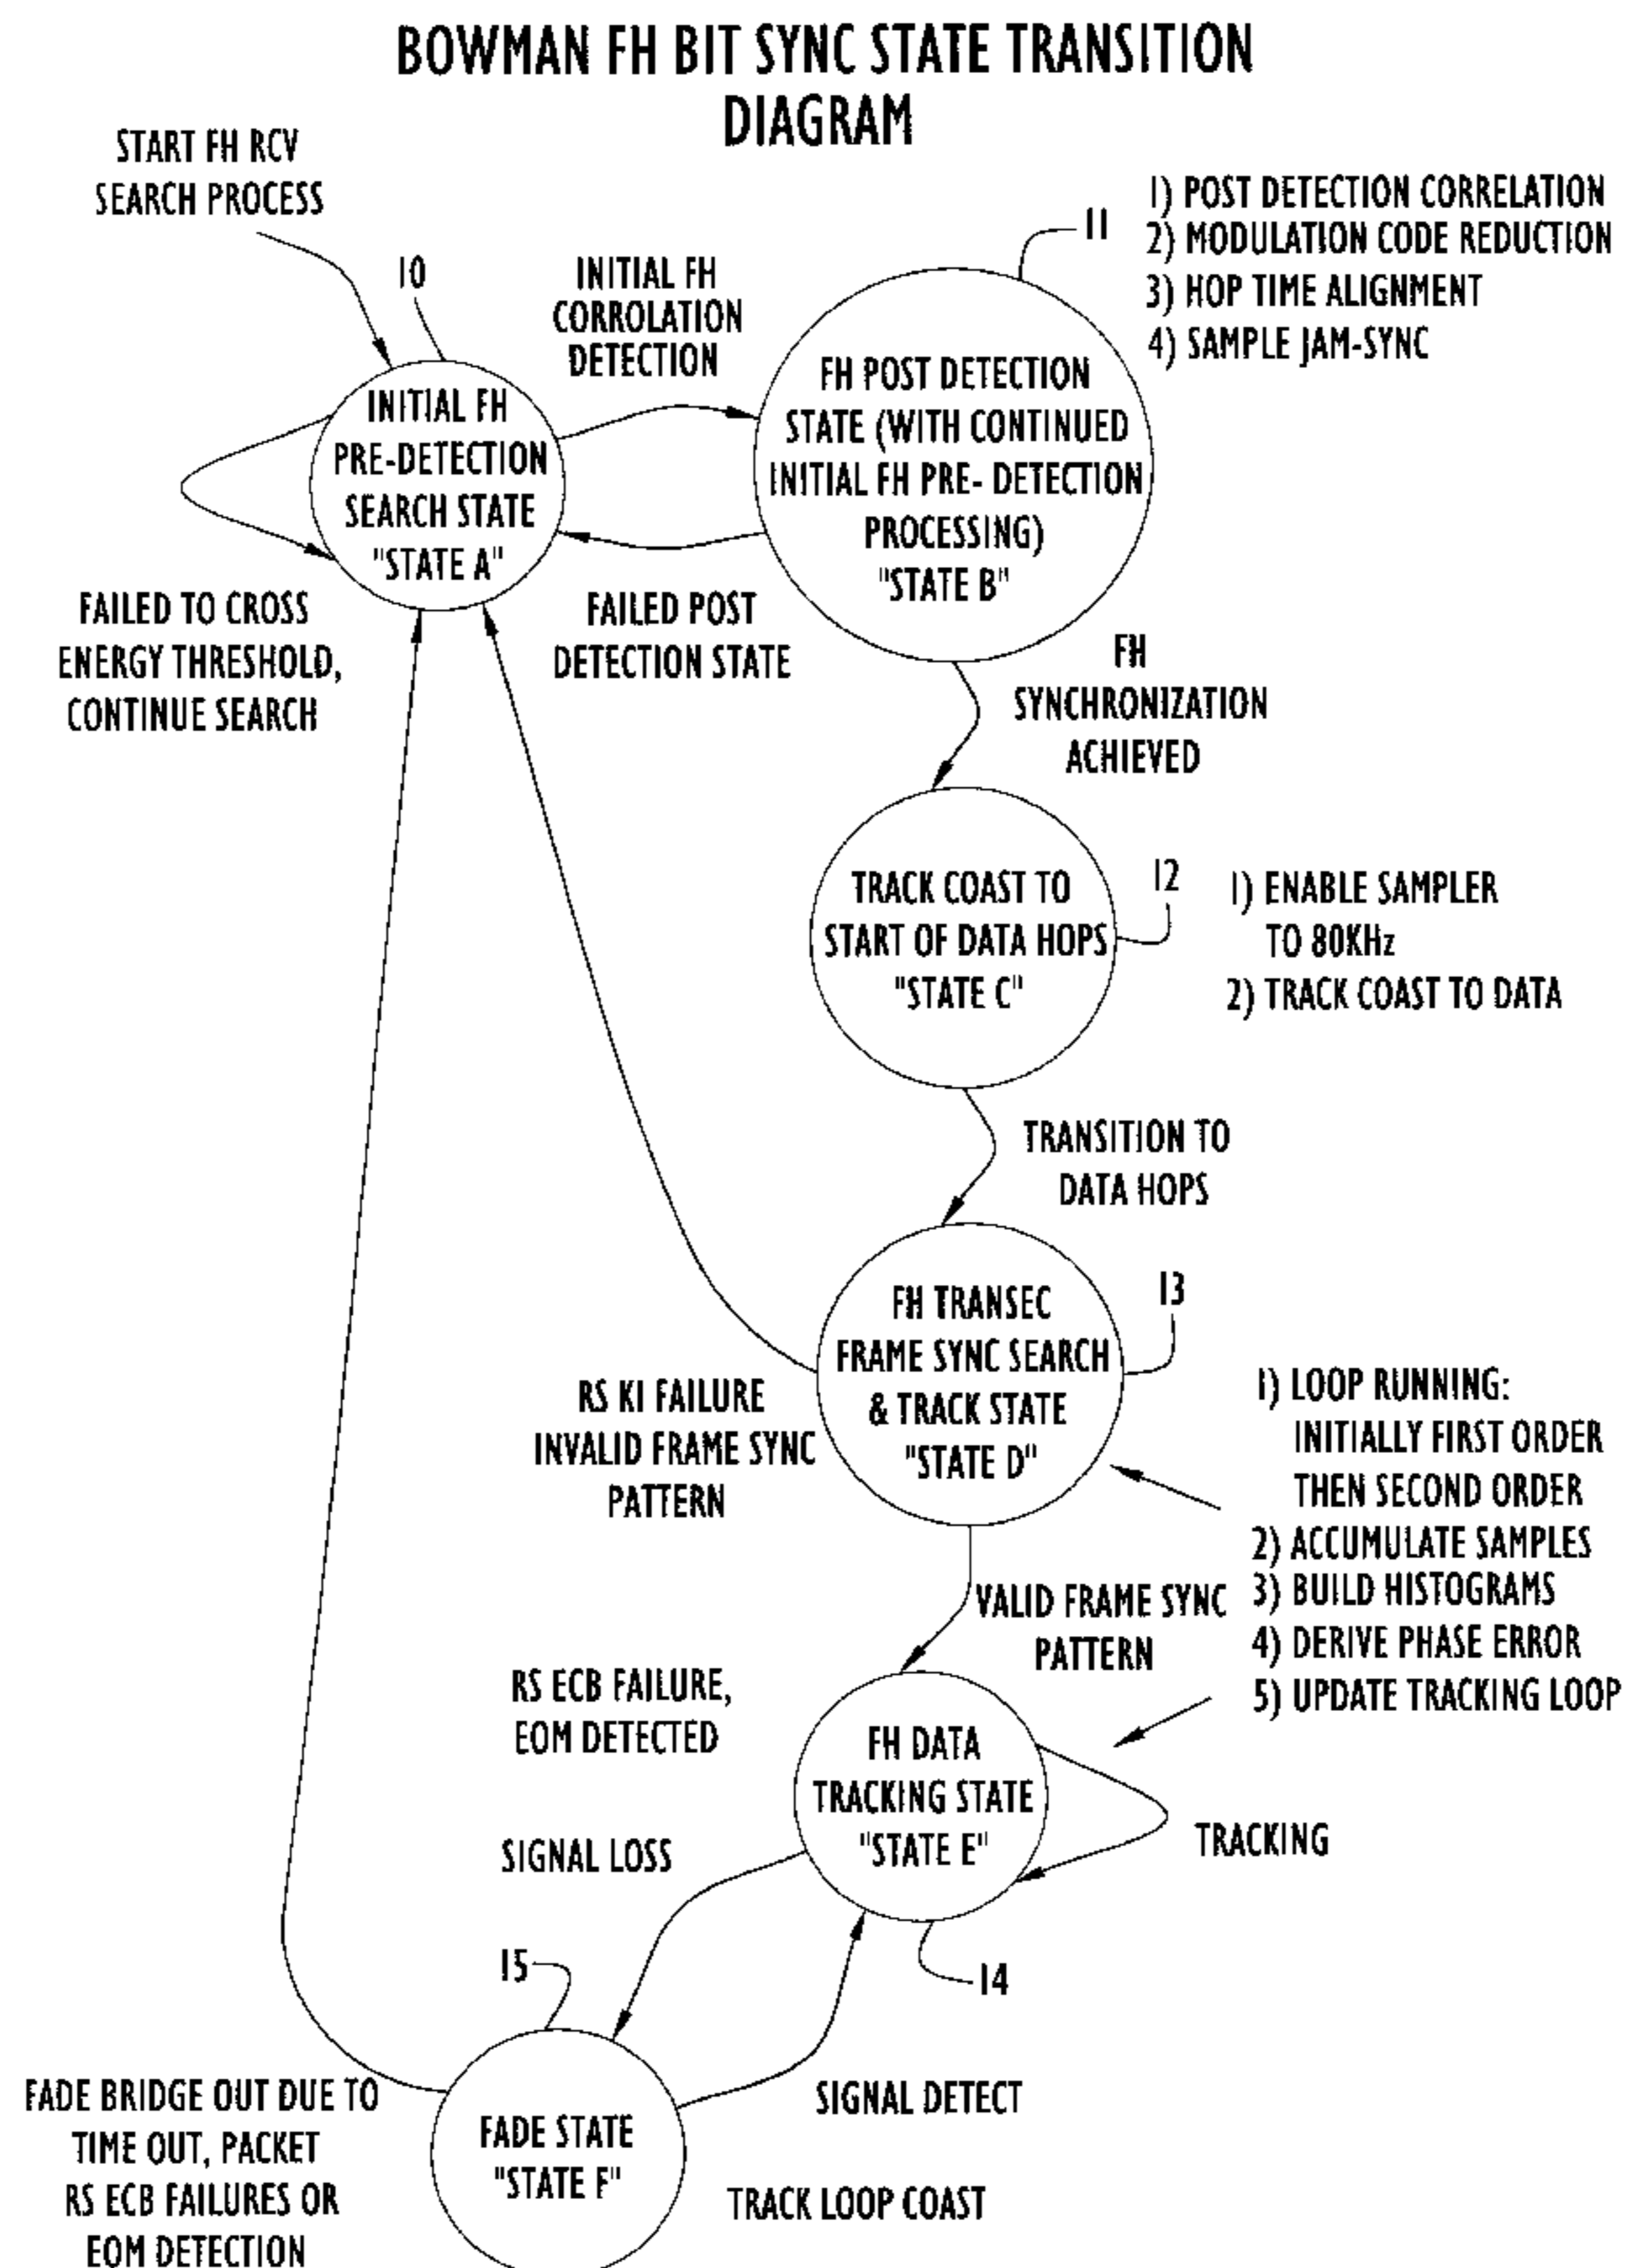 BOWMAN FH BIT SYNC STATE TRANSITION
DIAGRAM
START FH RCV
SEARCH PROCESS
10
INITIAL FH
CORROLATION
DETECTION
11
1) POST DETECTION CORRELATION
2) MODULATION CODE REDUCTION
3) HOP TIME ALIGNMENT
4) SAMPLE JAM-SYNC
INITIAL FH
PRE-DETECTION
SEARCH STATE
"STATE A"
FH POST DETECTION
STATE (WITH CONTINUED
INITIAL FH PRE- DETECTION
PROCESSING)
"STATE B"
FAILED TO CROSS
ENERGY THRESHOLD,
CONTINUE SEARCH
FAILED POST
DETECTION STATE
FH
SYNCHRONIZATION
ACHIEVED
TRACK COAST TO
START OF DATA HOPS
"STATE C"
12
1) ENABLE SAMPLER
TO 80KHz
2) TRACK COAST TO DATA
TRANSITION TO
DATA HOPS
FH TRANSEC
FRAME SYNC SEARCH
& TRACK STATE
"STATE D"
13
RS KI FAILURE
INVALID FRAME SYNC
PATTERN
1) LOOP RUNNING:
INITIALLY FIRST ORDER
THEN SECOND ORDER
2) ACCUMULATE SAMPLES
3) BUILD HISTOGRAMS
4) DERIVE PHASE ERROR
5) UPDATE TRACKING LOOP
VALID FRAME SYNC
PATTERN
RS ECB FAILURE,
EOM DETECTED
FH DATA
TRACKING STATE
"STATE E"
TRACKING
SIGNAL LOSS
14
15
SIGNAL DETECT
FADE BRIDGE OUT DUE TO
TIME OUT, PACKET
RS ECB FAILURES OR
EOM DETECTION
FADE STATE
"STATE F"
TRACK LOOP COAST